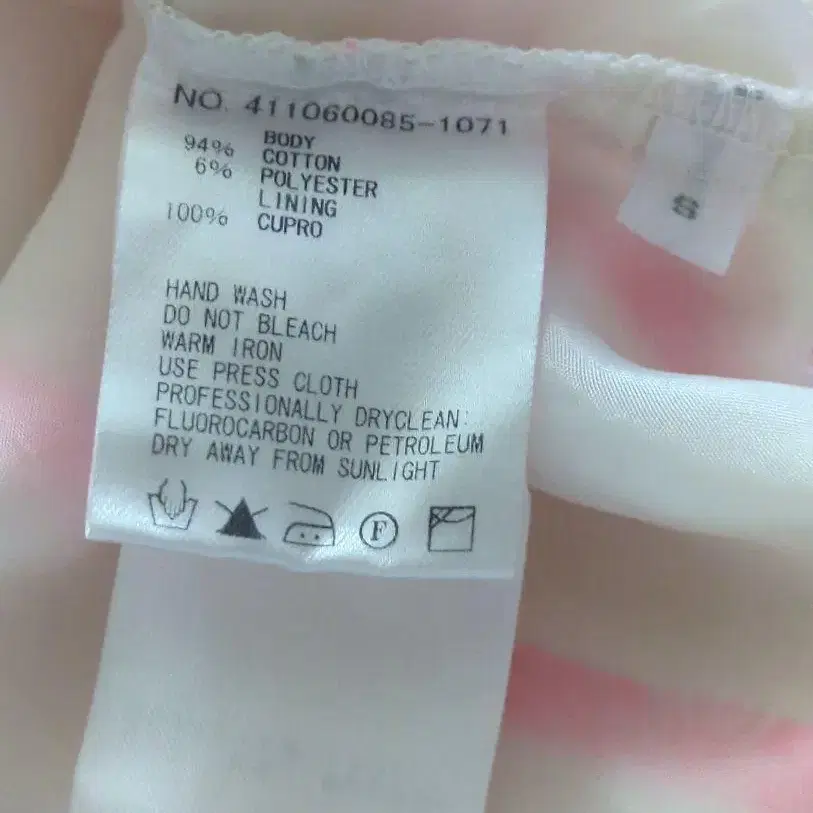 NO. 411060085-1071
BODY
94% COTTON
6% POLYESTER
LINING
100% CUPRO
HAND WASH
DO NOT BLEACH
WARM IRON
USE PRESS CLOTH
PROFESSIONALLY DRYCLEAN:
FLUOROCARBON OR PETROLEUM
DRY AWAY FROM SUNLIGHT
F
S